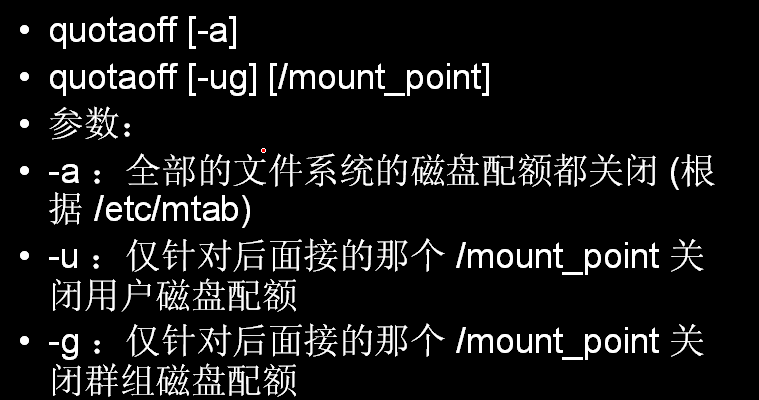 • quotaoff [-a]
• quotaoff [-ug] [/mount_point]
• 参数：
• -a ：全部的文件系统的磁盘配额都关闭 (根
据 /etc/mtab)
• -u ：仅针对后面接的那个 /mount_point 关
闭用户磁盘配额
• -g ：仅针对后面接的那个 /mount_point 关
闭群组磁盘配额